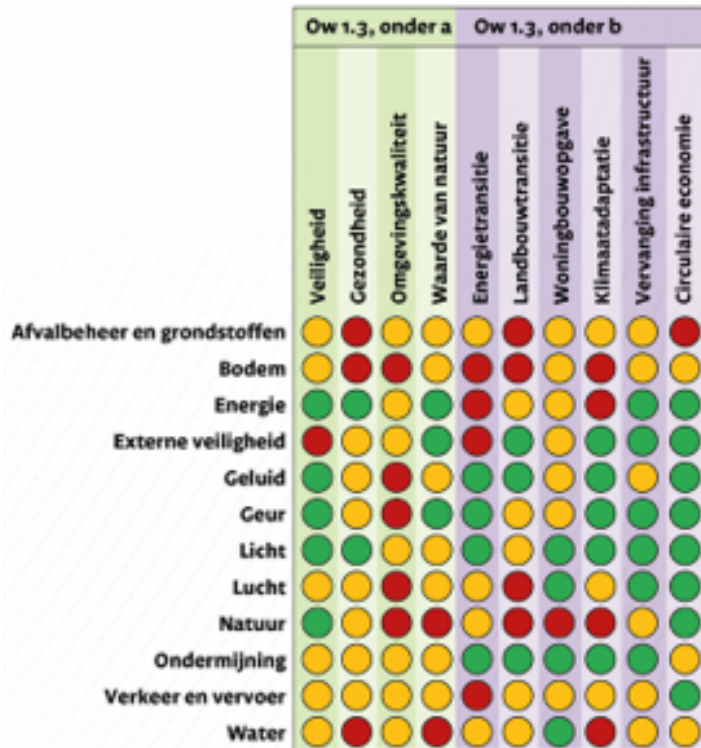 Ow 1.3, onder a Ow 1.3, onder b
Veiligheid
Gezondheid
Omgevingskwaliteit
Waarde van natuur
Energietransitie
Landbouwtransitie
Woningbouwopgave
Klimaatadaptatie
Vervanging infrastructuur
Circulaire economie
Afvalbeheer en grondstoffen
Bodem
Energie
Externe veiligheid
Geluid
Geur
Licht
Lucht
Natuur
Ondermijning
Verkeer en vervoer
Water